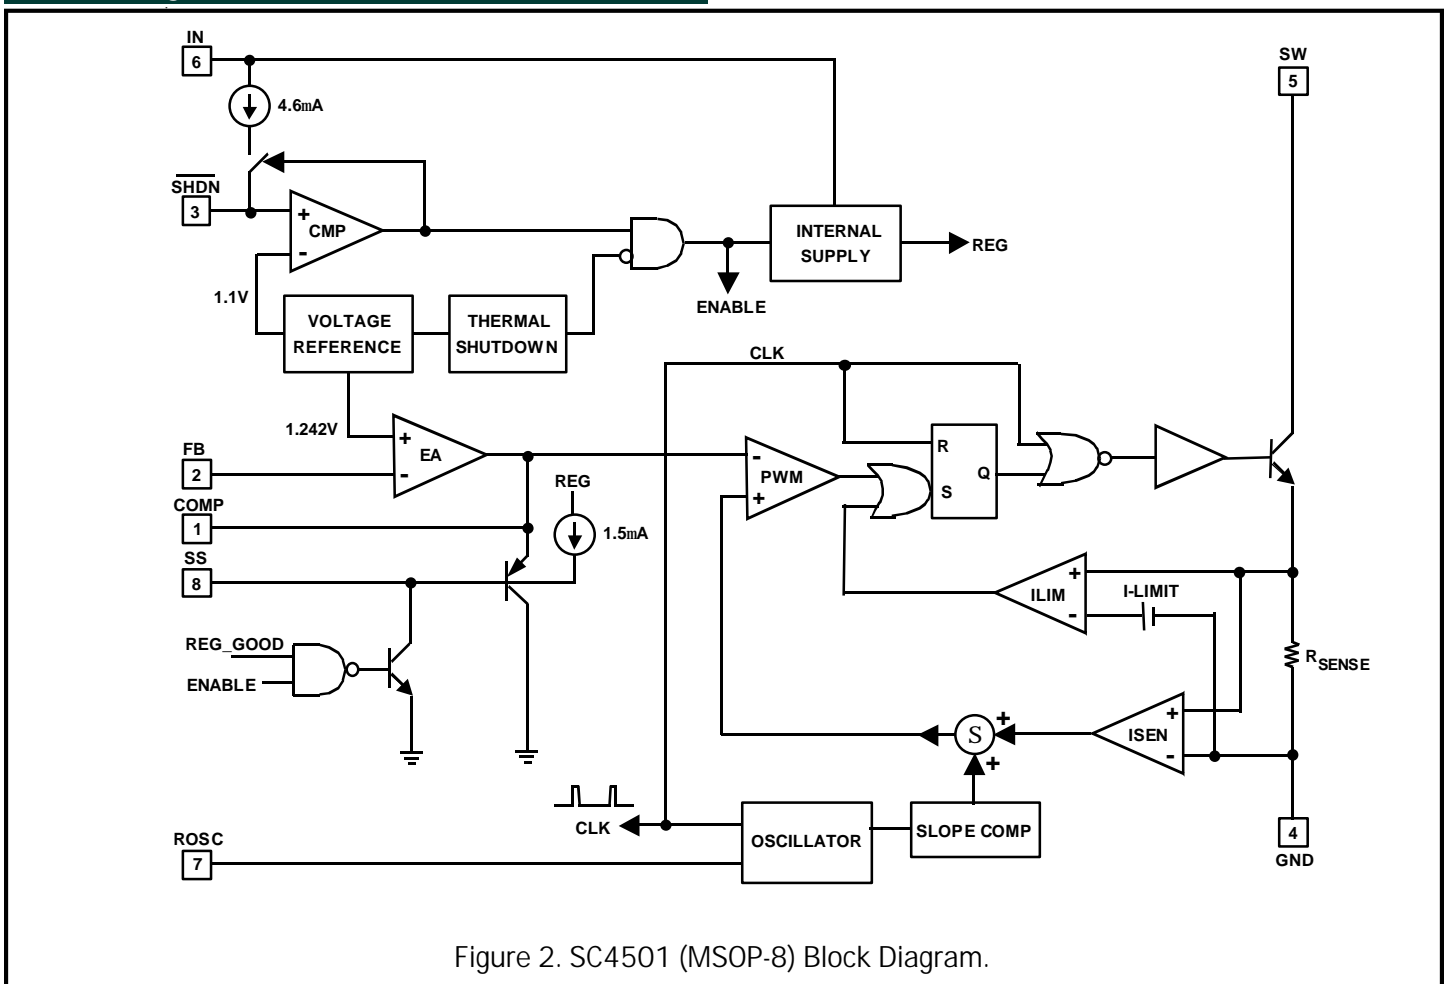 IN
6
4.6mA
SHDN
3
+
CMP
-
1.1V
VOLTAGE
REFERENCE
THERMAL
SHUTDOWN
ENABLE
INTERNAL
SUPPLY
REG
SW
5
CLK
1.242V
FB
2
+
EA
-
COMP
1
SS
8
REG
1.5mA
-
PWM
+
R
Q
S
+
ILIM
-
I-LIMIT
RSENSE
REG_GOOD
ENABLE
S
+
+
+
ISEN
-
CLK
OSCILLATOR
SLOPE COMP
ROSC
7
4
GND
Figure 2. SC4501 (MSOP-8) Block Diagram.